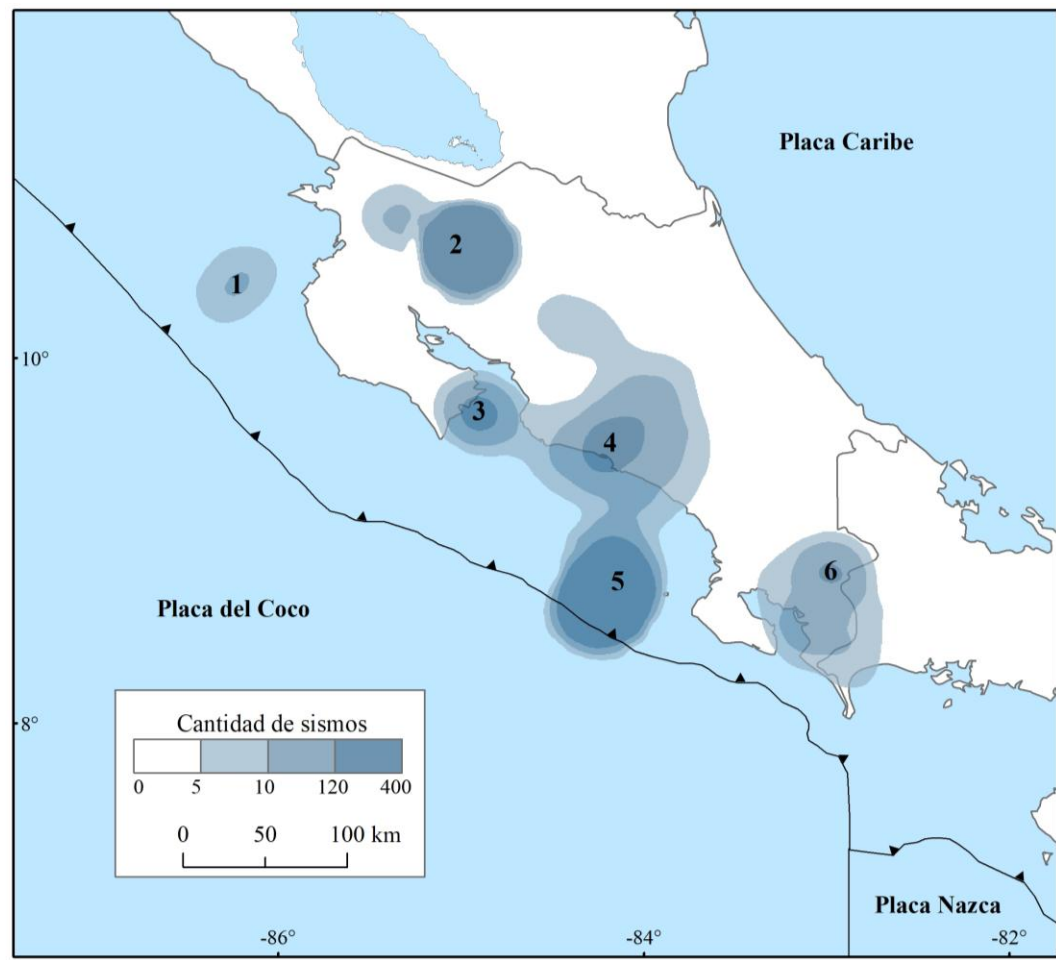 Placa Caribe
2
1
10°
3
4
5
6
Placa del Coco
8°
Cantidad de sismos
0 5 10 120 400
0 50 100 km
Placa Nazca
-86° -84° -82°